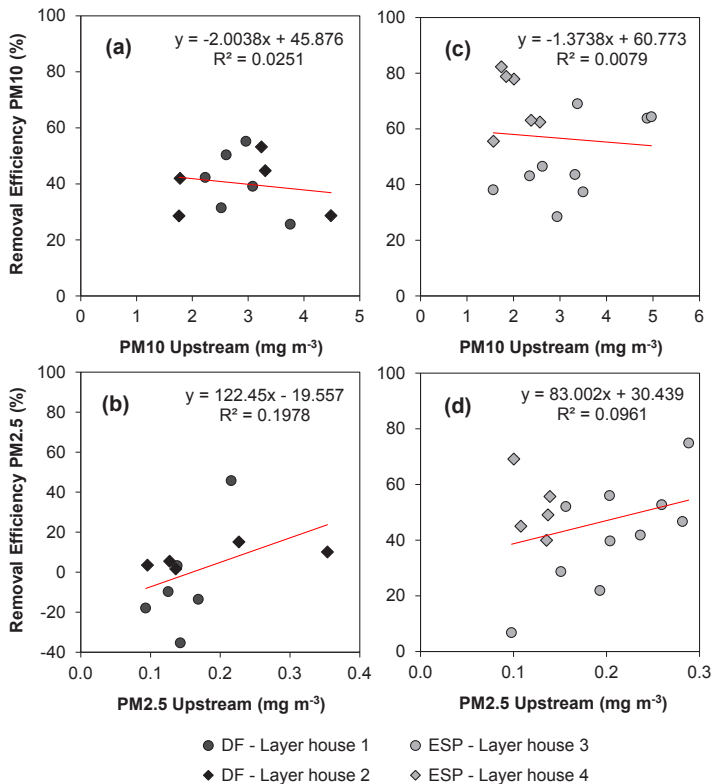 (a)
y = -2.0038x + 45.876
R² = 0.0251
Removal Efficiency PM10 (%)
100
80
60
40
20
0
0 1 2 3 4 5
PM10 Upstream (mg m⁻³)
(c)
y = -1.3738x + 60.773
R² = 0.0079
100
80
60
40
20
0
0 1 2 3 4 5 6
PM10 Upstream (mg m⁻³)
(b)
y = 122.45x - 19.557
R² = 0.1978
Removal Efficiency PM2.5 (%)
100
80
60
40
20
0
-20
-40
0.0 0.1 0.2 0.3 0.4
PM2.5 Upstream (mg m⁻³)
(d)
y = 83.002x + 30.439
R² = 0.0961
100
80
60
40
20
0
0.0 0.1 0.2 0.3
PM2.5 Upstream (mg m⁻³)
DF - Layer house 1 ESP - Layer house 3
DF - Layer house 2 ESP - Layer house 4